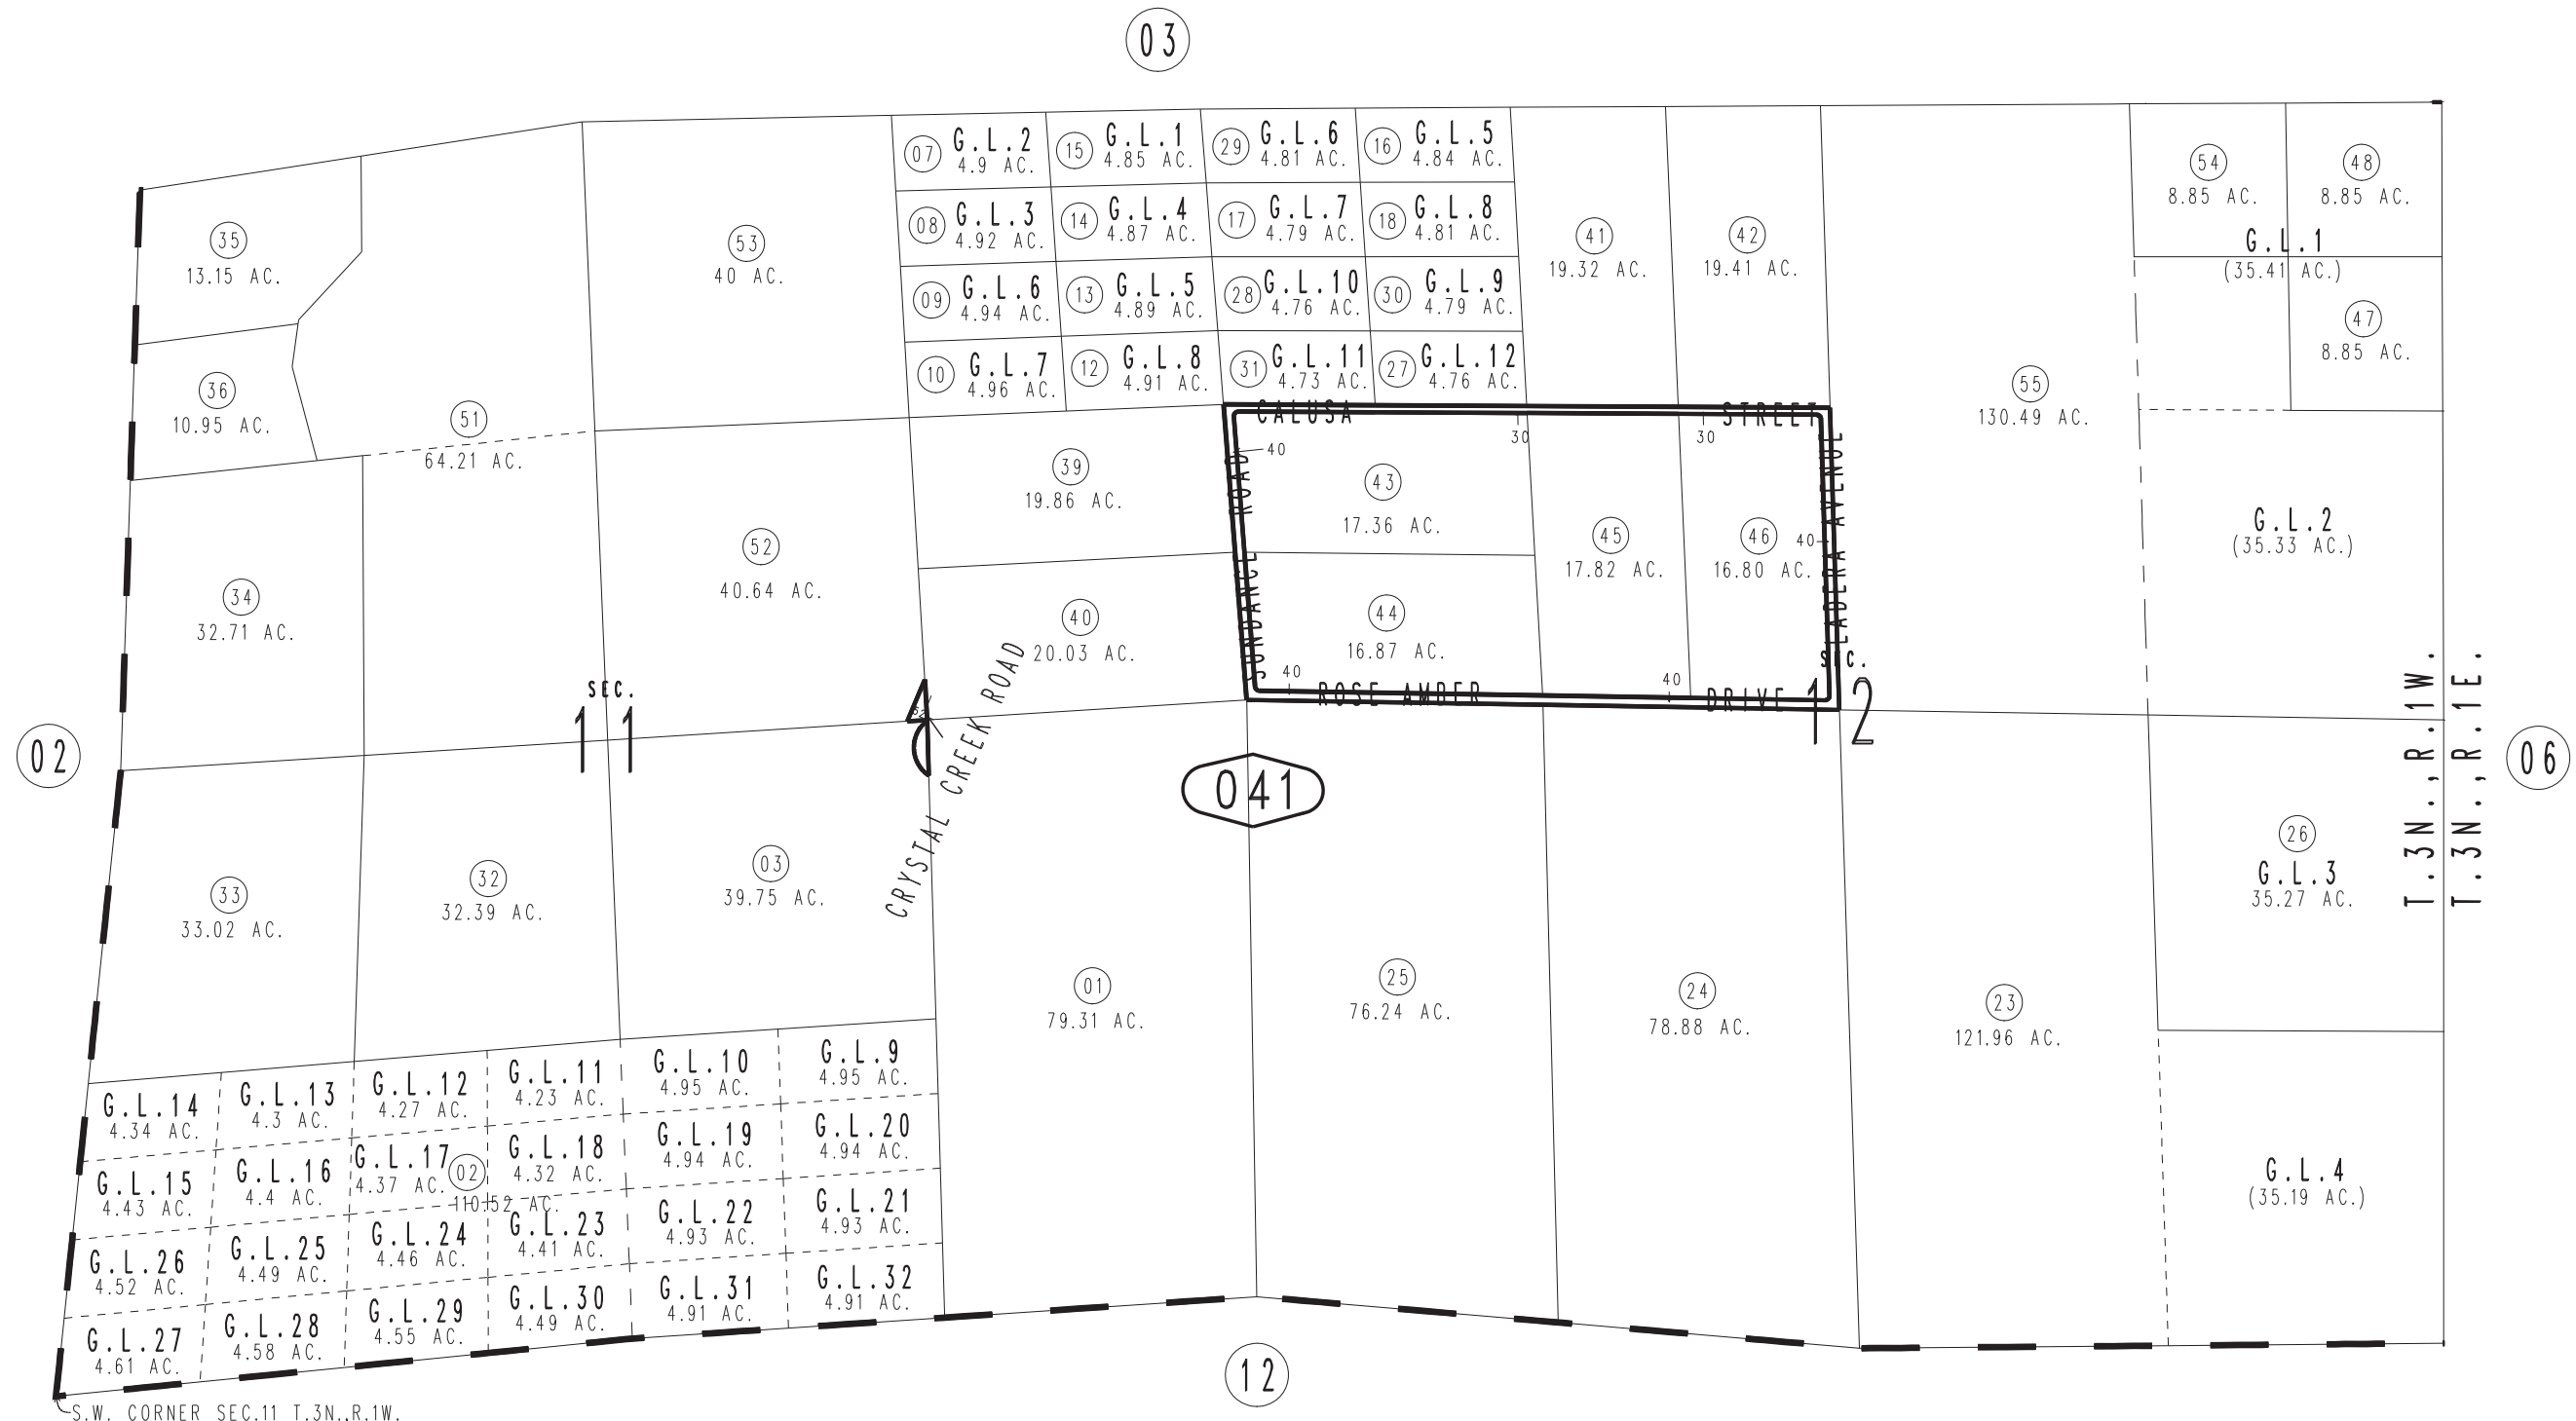 03
35
13.15 AC.
36
10.95 AC.
51
64.21 AC.
53
40 AC.
07 G.L.2
4.9 AC.
15 G.L.1
4.85 AC.
29 G.L.6
4.81 AC.
16 G.L.5
4.84 AC.
08 G.L.3
4.92 AC.
14 G.L.4
4.87 AC.
17 G.L.7
4.79 AC.
18 G.L.8
4.81 AC.
09 G.L.6
4.94 AC.
13 G.L.5
4.89 AC.
28 G.L.10
4.76 AC.
30 G.L.9
4.79 AC.
10 G.L.7
4.96 AC.
12 G.L.8
4.91 AC.
31 G.L.11
4.73 AC.
27 G.L.12
4.76 AC.
41
19.32 AC.
42
19.41 AC.
55
130.49 AC.
54
8.85 AC.
48
8.85 AC.
G.L.1
(35.41 AC.)
47
8.85 AC.
G.L.2
(35.33 AC.)
34
32.71 AC.
52
40.64 AC.
39
19.86 AC.
40
20.03 AC.
CALUSA STREET
30
30
40
SUNDANCE ROAD
43
17.36 AC.
44
16.87 AC.
45
17.82 AC.
46
16.80 AC.
40
LADERA AVENUE
40
40
ROSE AMBER DRIVE
SEC.
11
SEC.
12
CRYSTAL CREEK ROAD
041
02
06
T.3N.,R.1W.
T.3N.,R.1E.
33
33.02 AC.
32
32.39 AC.
03
39.75 AC.
01
79.31 AC.
25
76.24 AC.
24
78.88 AC.
23
121.96 AC.
26
G.L.3
35.27 AC.
G.L.4
(35.19 AC.)
G.L.14
4.34 AC.
G.L.13
4.3 AC.
G.L.12
4.27 AC.
G.L.11
4.23 AC.
G.L.10
4.95 AC.
G.L.9
4.95 AC.
G.L.15
4.43 AC.
G.L.16
4.4 AC.
G.L.17
4.37 AC.
02
110.52 AC.
G.L.18
4.32 AC.
G.L.19
4.94 AC.
G.L.20
4.94 AC.
G.L.26
4.52 AC.
G.L.25
4.49 AC.
G.L.24
4.46 AC.
G.L.23
4.41 AC.
G.L.22
4.93 AC.
G.L.21
4.93 AC.
G.L.27
4.61 AC.
G.L.28
4.58 AC.
G.L.29
4.55 AC.
G.L.30
4.49 AC.
G.L.31
4.91 AC.
G.L.32
4.91 AC.
12
S.W. CORNER SEC.11 T.3N.,R.1W.